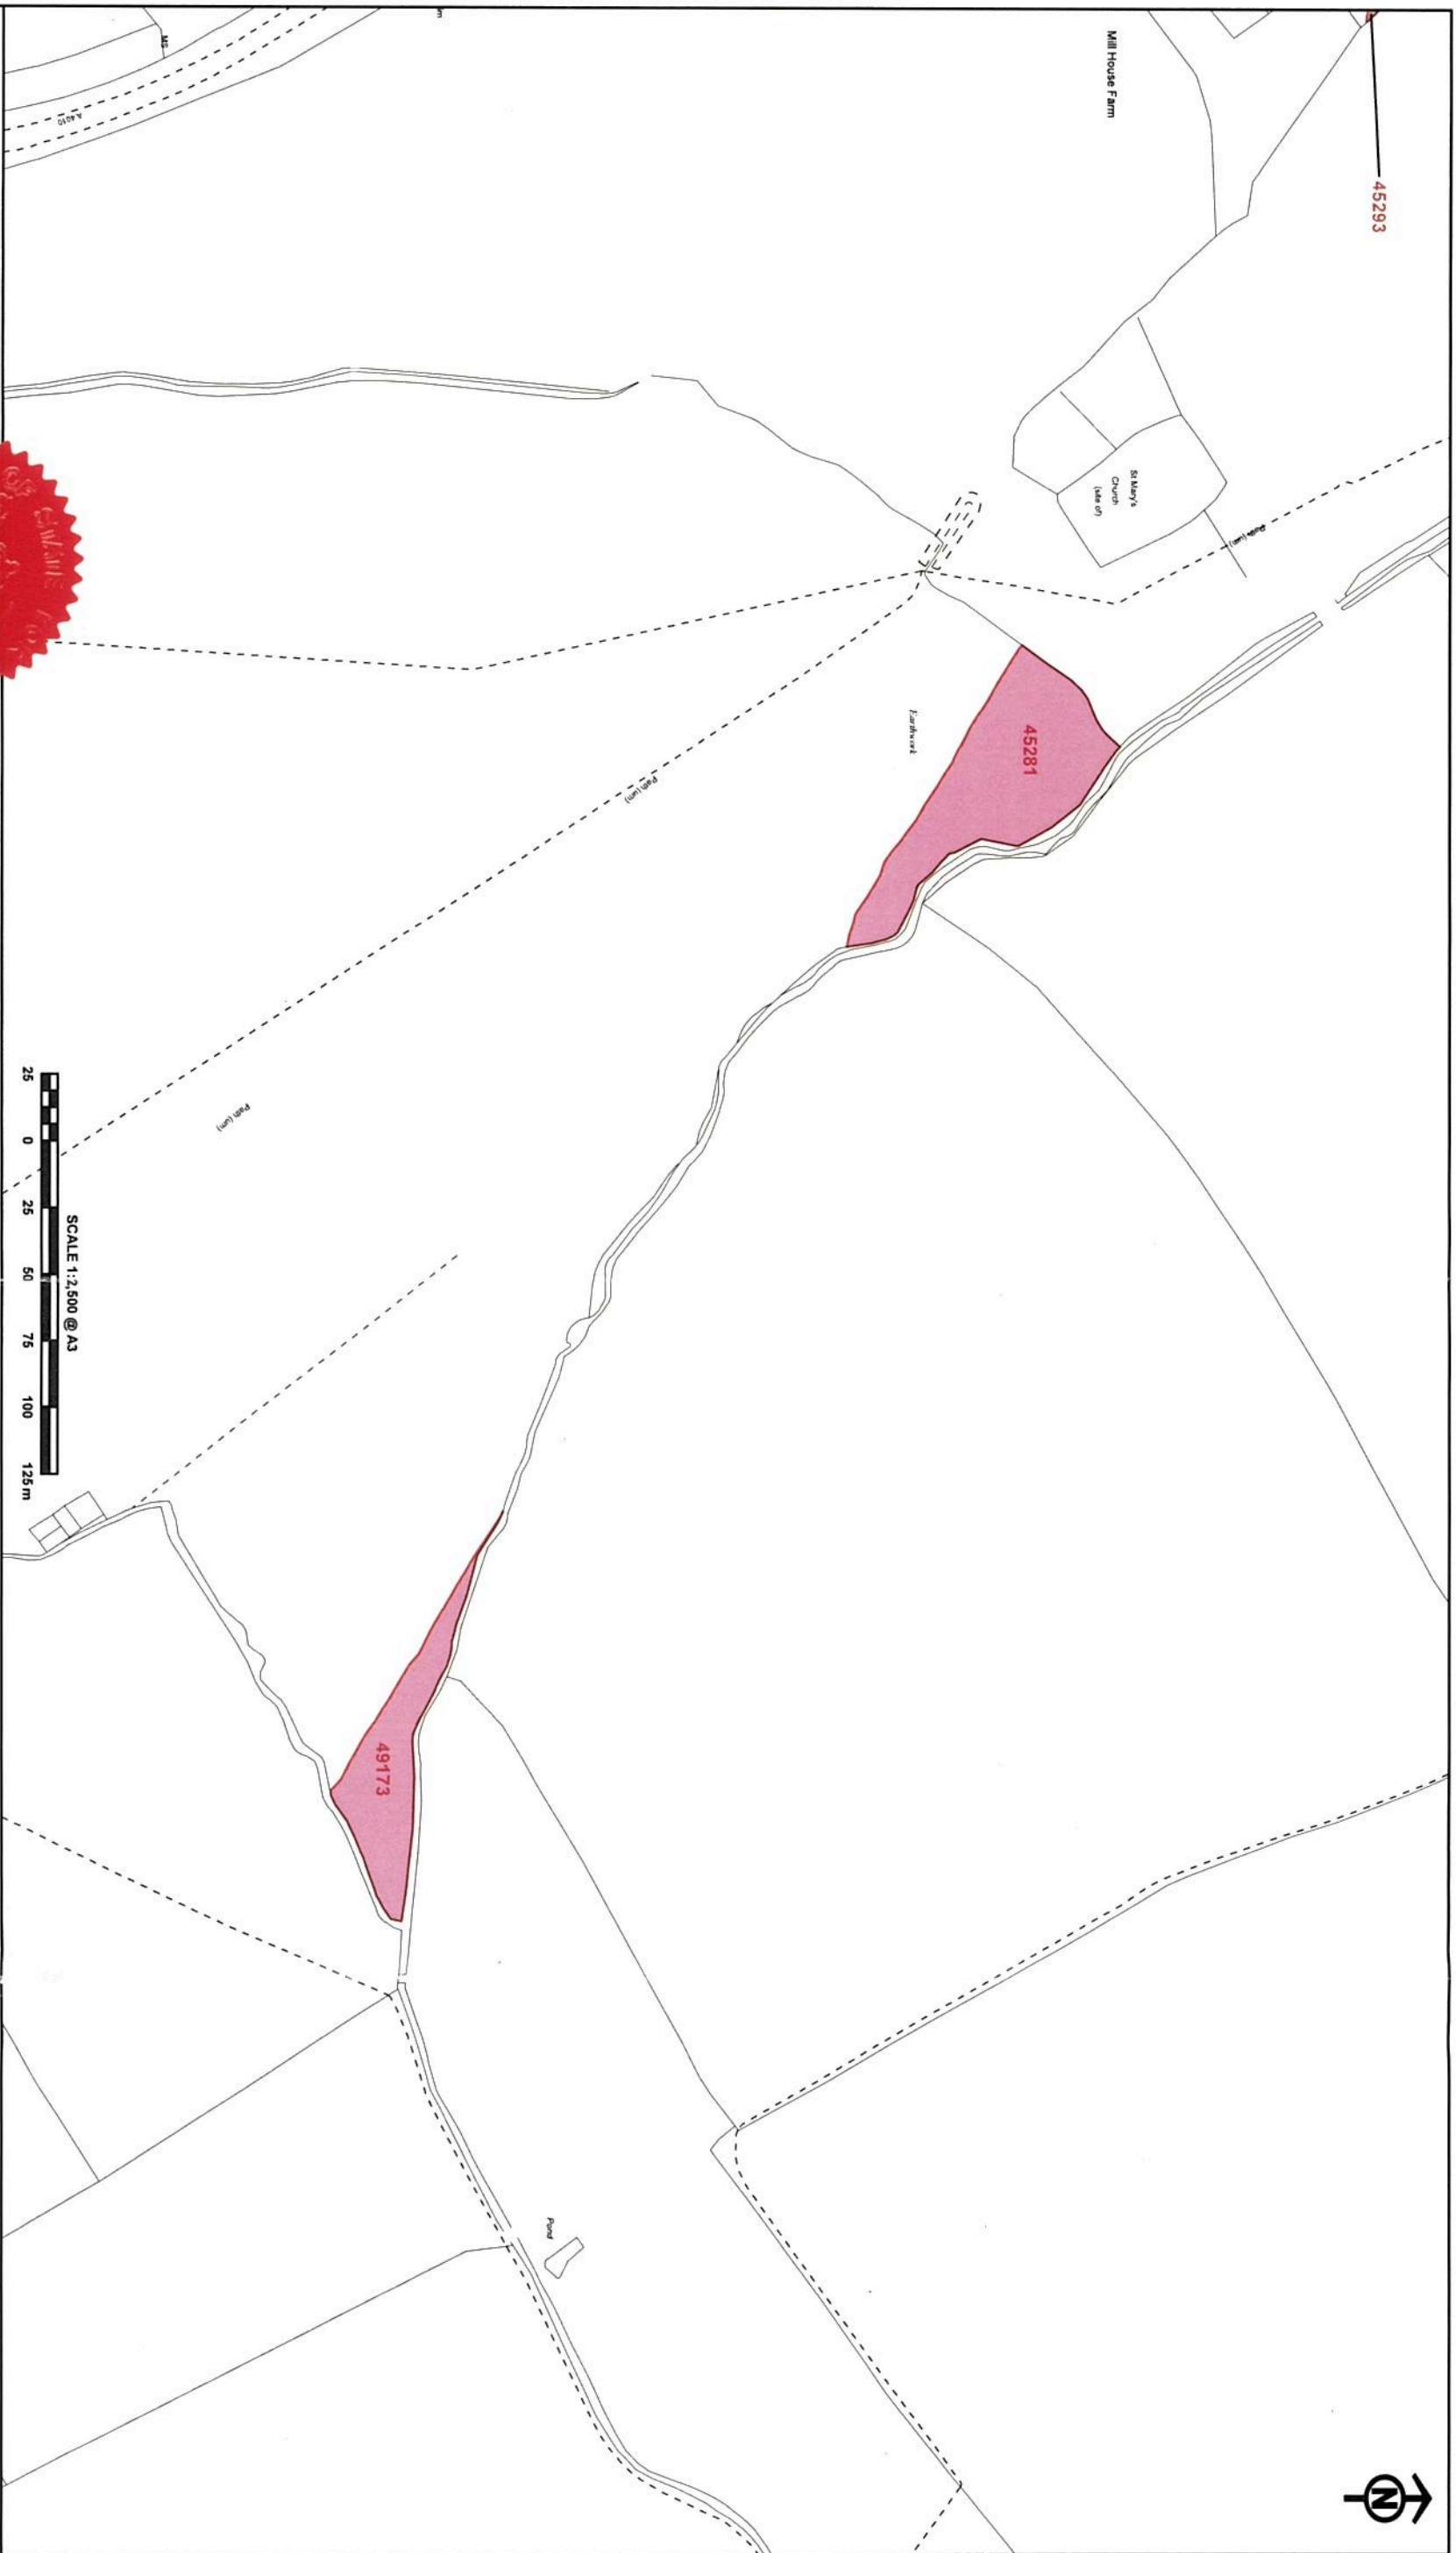 45293
Mill House Farm
MS
A 4010
St Mary's
Church
(site of)
Path (um)
45281
Earthwork
Path (um)
Path (um)
49173
Pond
SCALE 1:2,500 @ A3
25 0 25 50 75 100 125 m
N